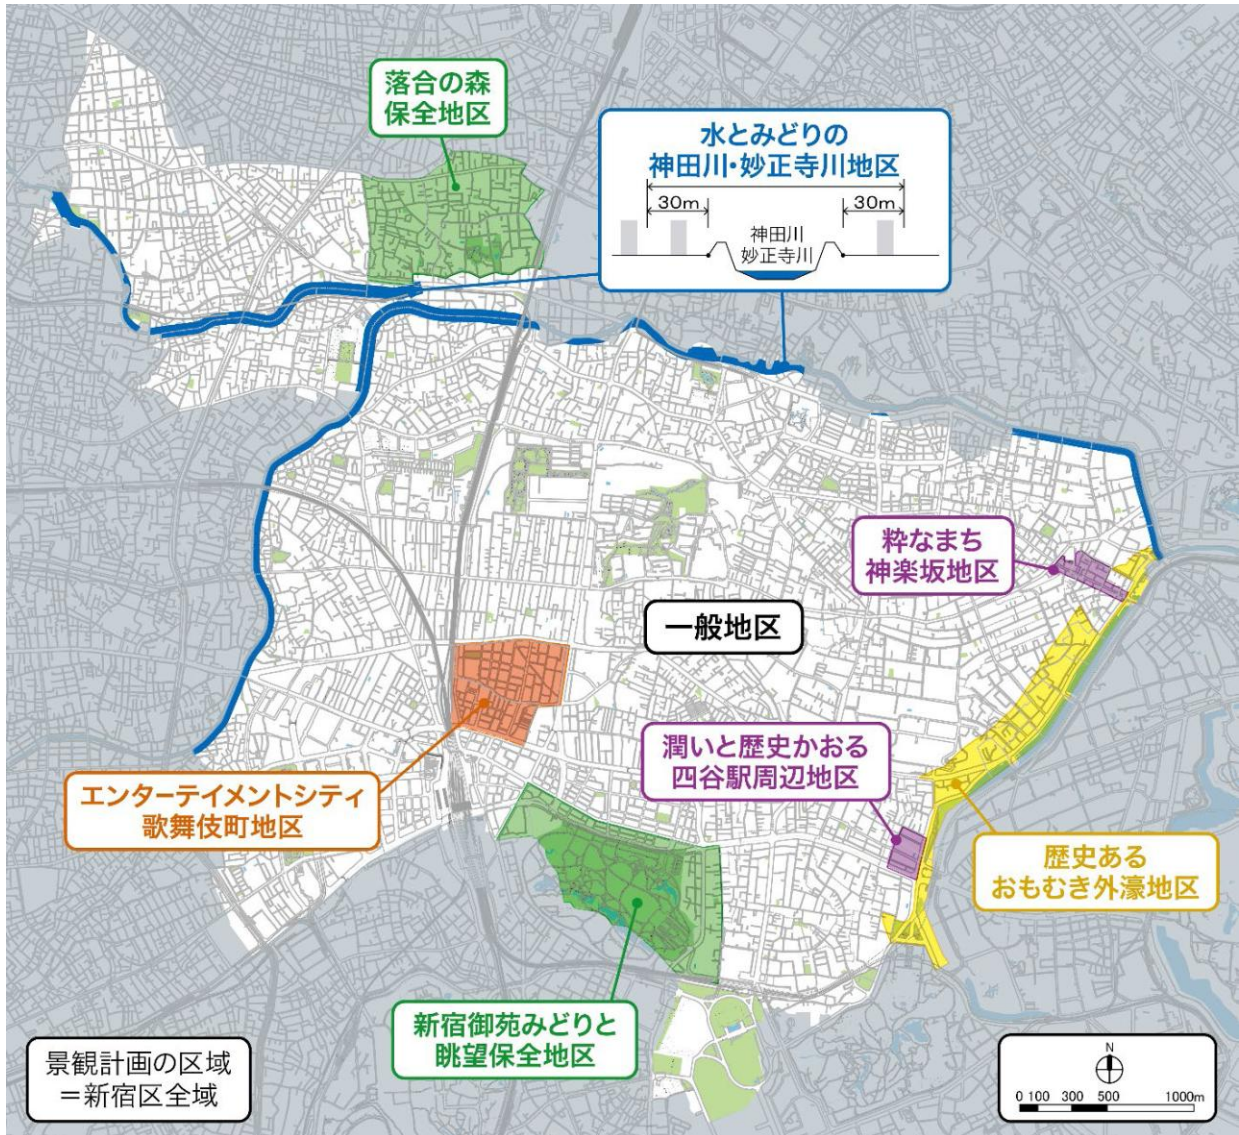 落合の森
保全地区
水とみどりの
神田川・妙正寺川地区
30m
30m
神田川
妙正寺川
粋なまち
神楽坂地区
一般地区
潤いと歴史かおる
四谷駅周辺地区
エンターテイメントシティ
歌舞伎町地区
歴史ある
おもむき外濠地区
新宿御苑みどりと
眺望保全地区
景観計画の区域
＝新宿区全域
N
0 100 300 500 1000m